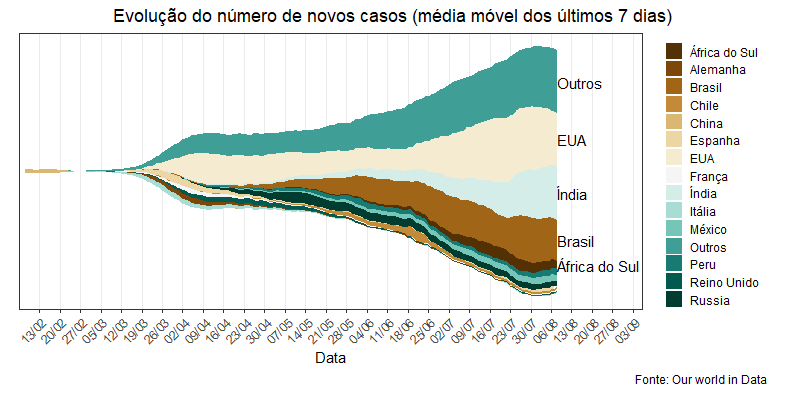 Evolução do número de novos casos (média móvel dos últimos 7 dias)
Outros
EUA
Índia
Brasil
África do Sul
África do Sul
Alemanha
Brasil
Chile
China
Espanha
EUA
França
Índia
Itália
México
Outros
Peru
Reino Unido
Russia
13/02 20/02 27/02 05/03 12/03 19/03 26/03 02/04 09/04 16/04 23/04 30/04 07/05 14/05 21/05 28/05 04/06 11/06 18/06 25/06 02/07 09/07 16/07 23/07 30/07 06/08 13/08 20/08 27/08 03/09
Data
Fonte: Our world in Data